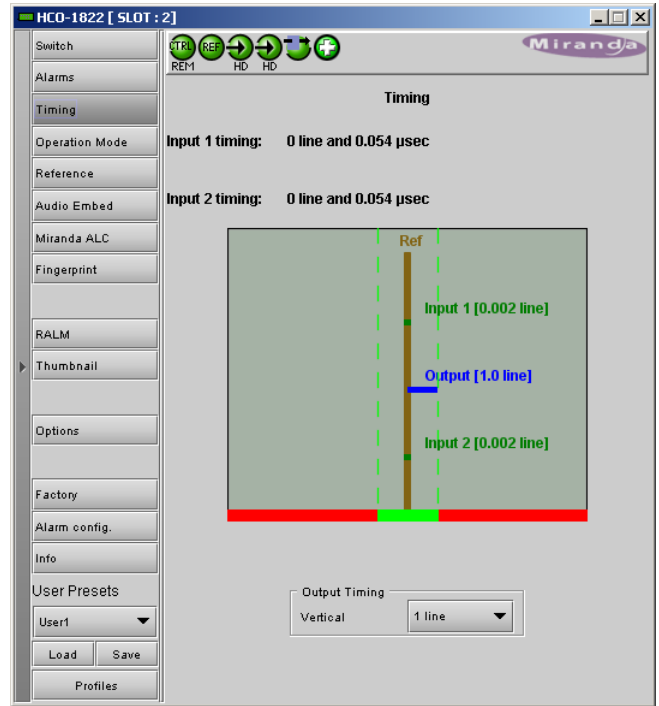 HCO-1822 [ SLOT : 2]
Switch
Alarms
Timing
Operation Mode
Reference
Audio Embed
Miranda ALC
Fingerprint
RALM
Thumbnail
Options
Factory
Alarm config.
Info
User Presets
User1
Load Save
Profiles
CTRL REF
REM HD HD
Miranda
Timing
Input 1 timing: 0 line and 0.054 µsec
Input 2 timing: 0 line and 0.054 µsec
Ref
Input 1 [0.002 line]
Output [1.0 line]
Input 2 [0.002 line]
Output Timing
Vertical 1 line